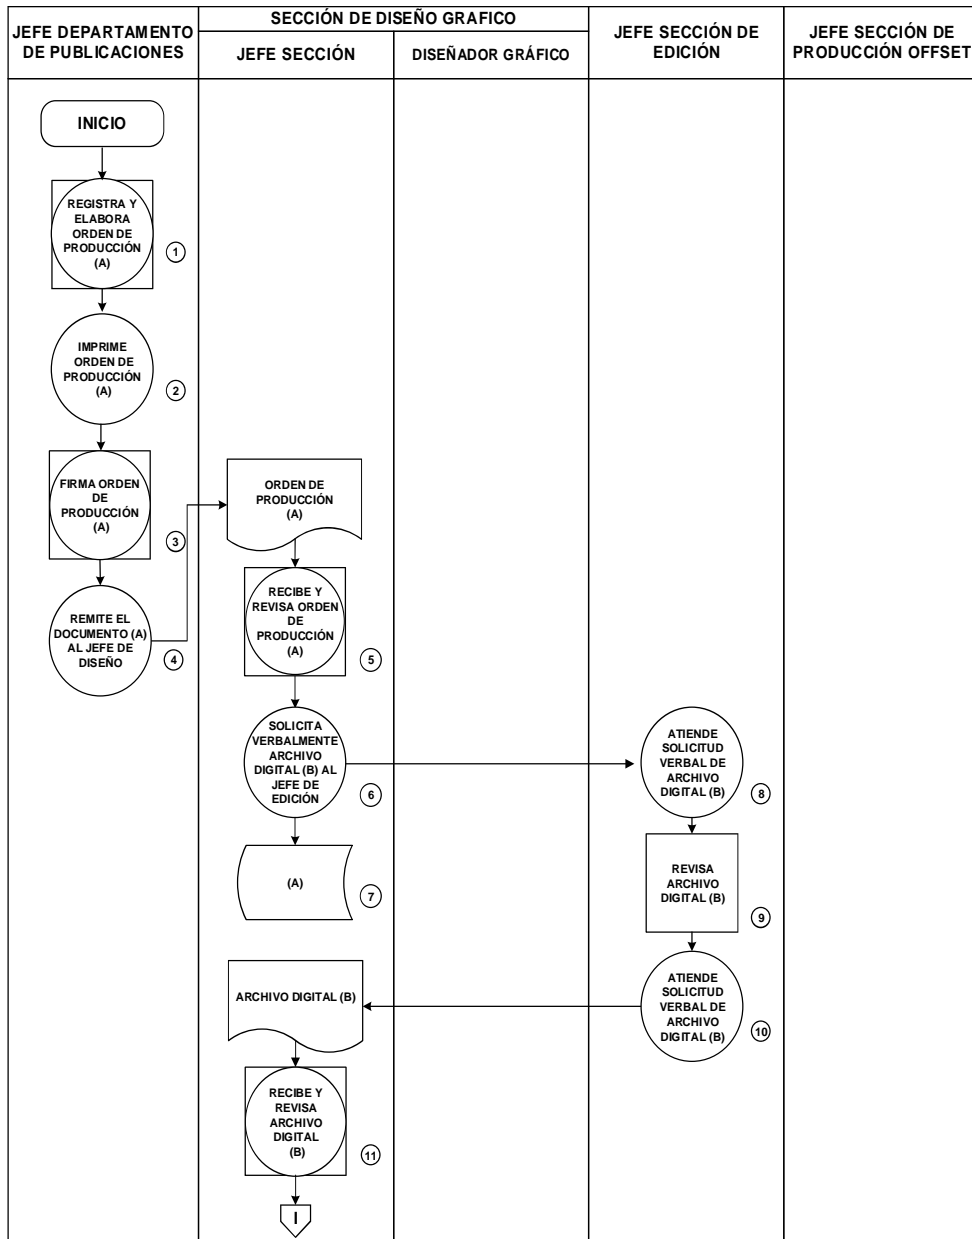 JEFE DEPARTAMENTO
DE PUBLICACIONES
SECCIÓN DE DISEÑO GRAFICO
JEFE SECCIÓN
DISEÑADOR GRÁFICO
JEFE SECCIÓN DE
EDICIÓN
JEFE SECCIÓN DE
PRODUCCIÓN OFFSET
INICIO
REGISTRA Y
ELABORA
ORDEN DE
PRODUCCIÓN
(A)
1
IMPRIME
ORDEN DE
PRODUCCIÓN
(A)
2
FIRMA ORDEN
DE
PRODUCCIÓN
(A)
3
REMITE EL
DOCUMENTO (A)
AL JEFE DE
DISEÑO
4
ORDEN DE
PRODUCCIÓN
(A)
RECIBE Y
REVISA ORDEN
DE
PRODUCCIÓN
(A)
5
SOLICITA
VERBALMENTE
ARCHIVO
DIGITAL (B) AL
JEFE DE
EDICIÓN
6
(A)
7
ATIENDE
SOLICITUD
VERBAL DE
ARCHIVO
DIGITAL (B)
8
REVISA
ARCHIVO
DIGITAL (B)
9
ATIENDE
SOLICITUD
VERBAL DE
ARCHIVO
DIGITAL (B)
10
ARCHIVO DIGITAL (B)
RECIBE Y
REVISA
ARCHIVO
DIGITAL
(B)
11
I